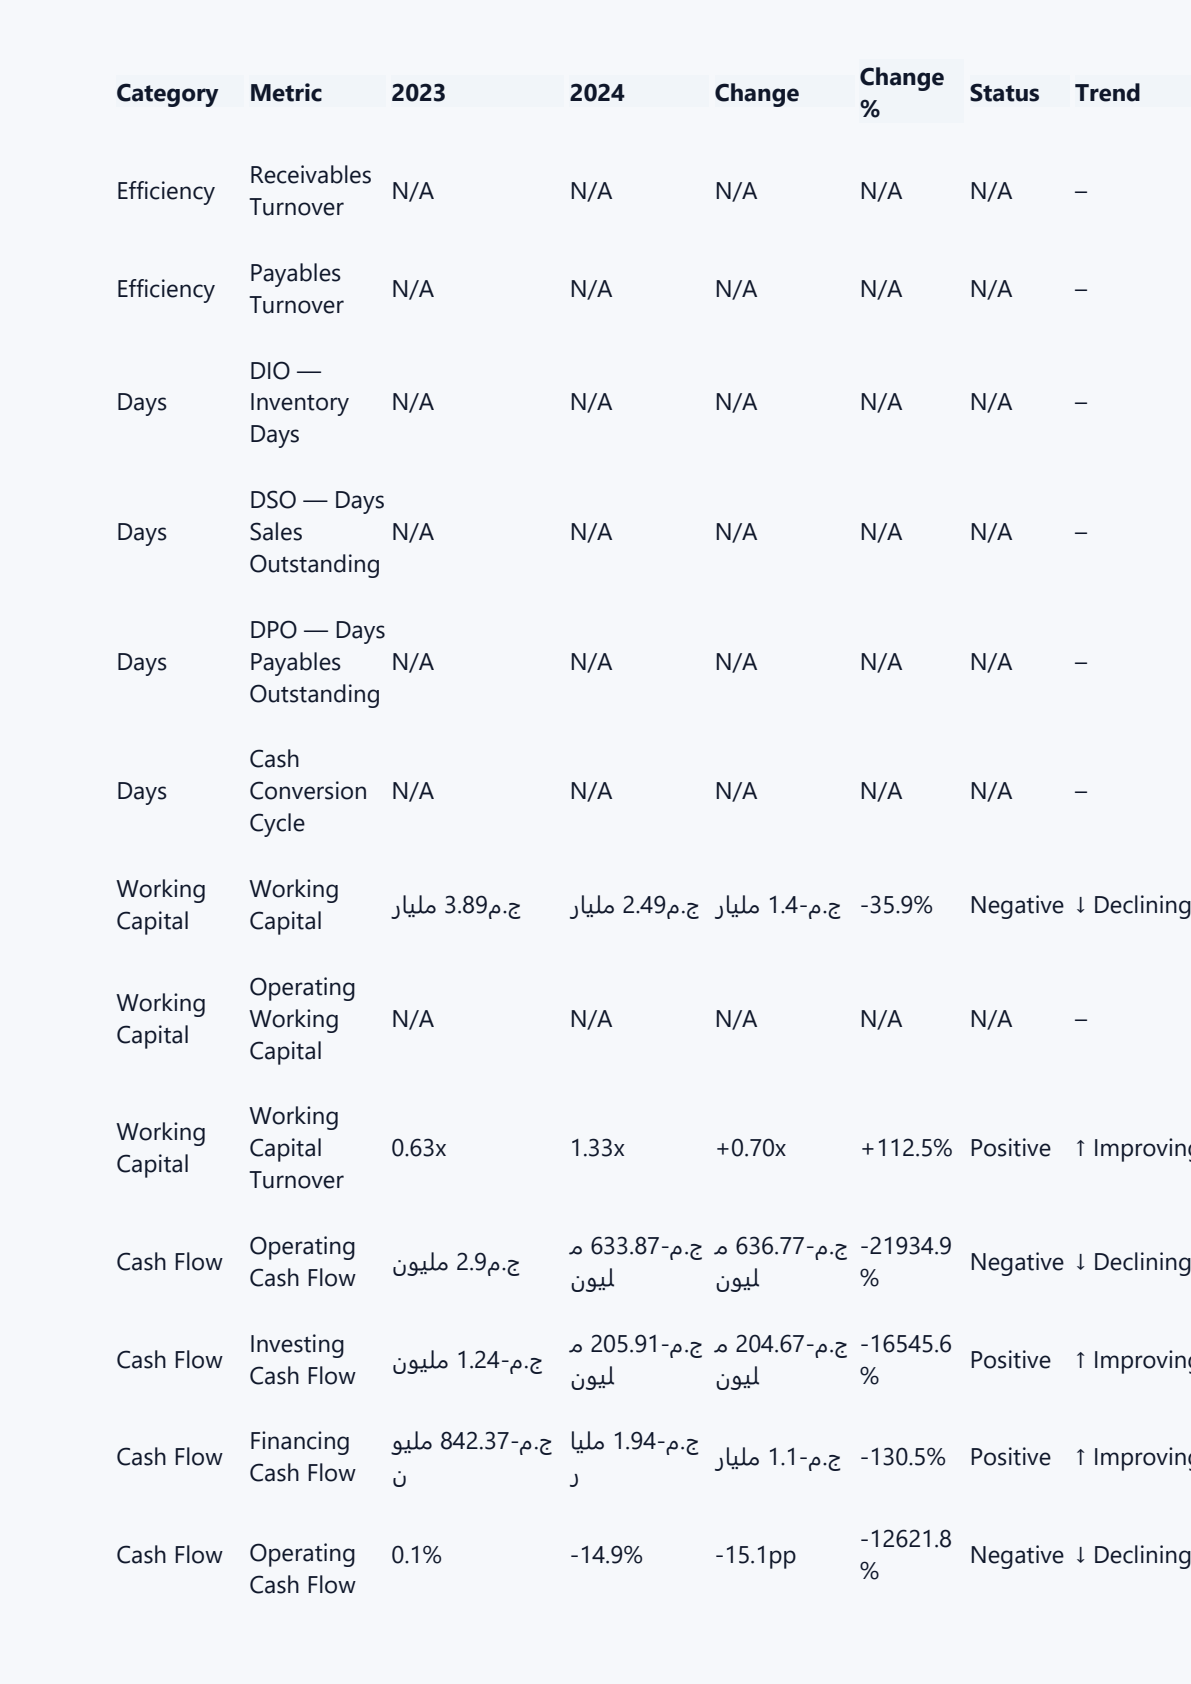 Category Metric 2023 2024 Change Change % Status Trend
Efficiency Receivables Turnover N/A N/A N/A N/A N/A –
Efficiency Payables Turnover N/A N/A N/A N/A N/A –
Days DIO — Inventory Days N/A N/A N/A N/A N/A –
Days DSO — Days Sales Outstanding N/A N/A N/A N/A N/A –
Days DPO — Days Payables Outstanding N/A N/A N/A N/A N/A –
Days Cash Conversion Cycle N/A N/A N/A N/A N/A –
Working Capital Working Capital ج.م3.89 مليار ج.م2.49 مليار ج.م-1.4 مليار -35.9% Negative ↓ Declining
Working Capital Operating Working Capital N/A N/A N/A N/A N/A –
Working Capital Working Capital Turnover 0.63x 1.33x +0.70x +112.5% Positive ↑ Improving
Cash Flow Operating Cash Flow ج.م2.9 مليون ج.م-633.87 مليون ج.م-636.77 مليون -21934.9% Negative ↓ Declining
Cash Flow Investing Cash Flow ج.م-1.24 مليون ج.م-205.91 مليون ج.م-204.67 مليون -16545.6% Positive ↑ Improving
Cash Flow Financing Cash Flow ج.م-842.37 مليون ج.م-1.94 مليار ج.م-1.1 مليار -130.5% Positive ↑ Improving
Cash Flow Operating Cash Flow 0.1% -14.9% -15.1pp -12621.8% Negative ↓ Declining